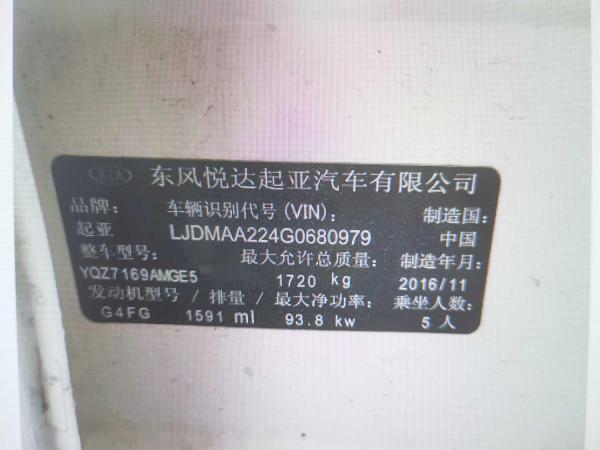 KIA 东风悦达起亚汽车有限公司
品牌: 车辆识别代号(VIN): 制造国:
起亚 LJDMAA224G0680979 中国
整车型号: 最大允许总质量: 制造年月:
YQZ7169AMGE5 1720 kg 2016/11
发动机型号 / 排量 / 最大净功率: 乘坐人数:
G4FG 1591 ml 93.8 kw 5 人